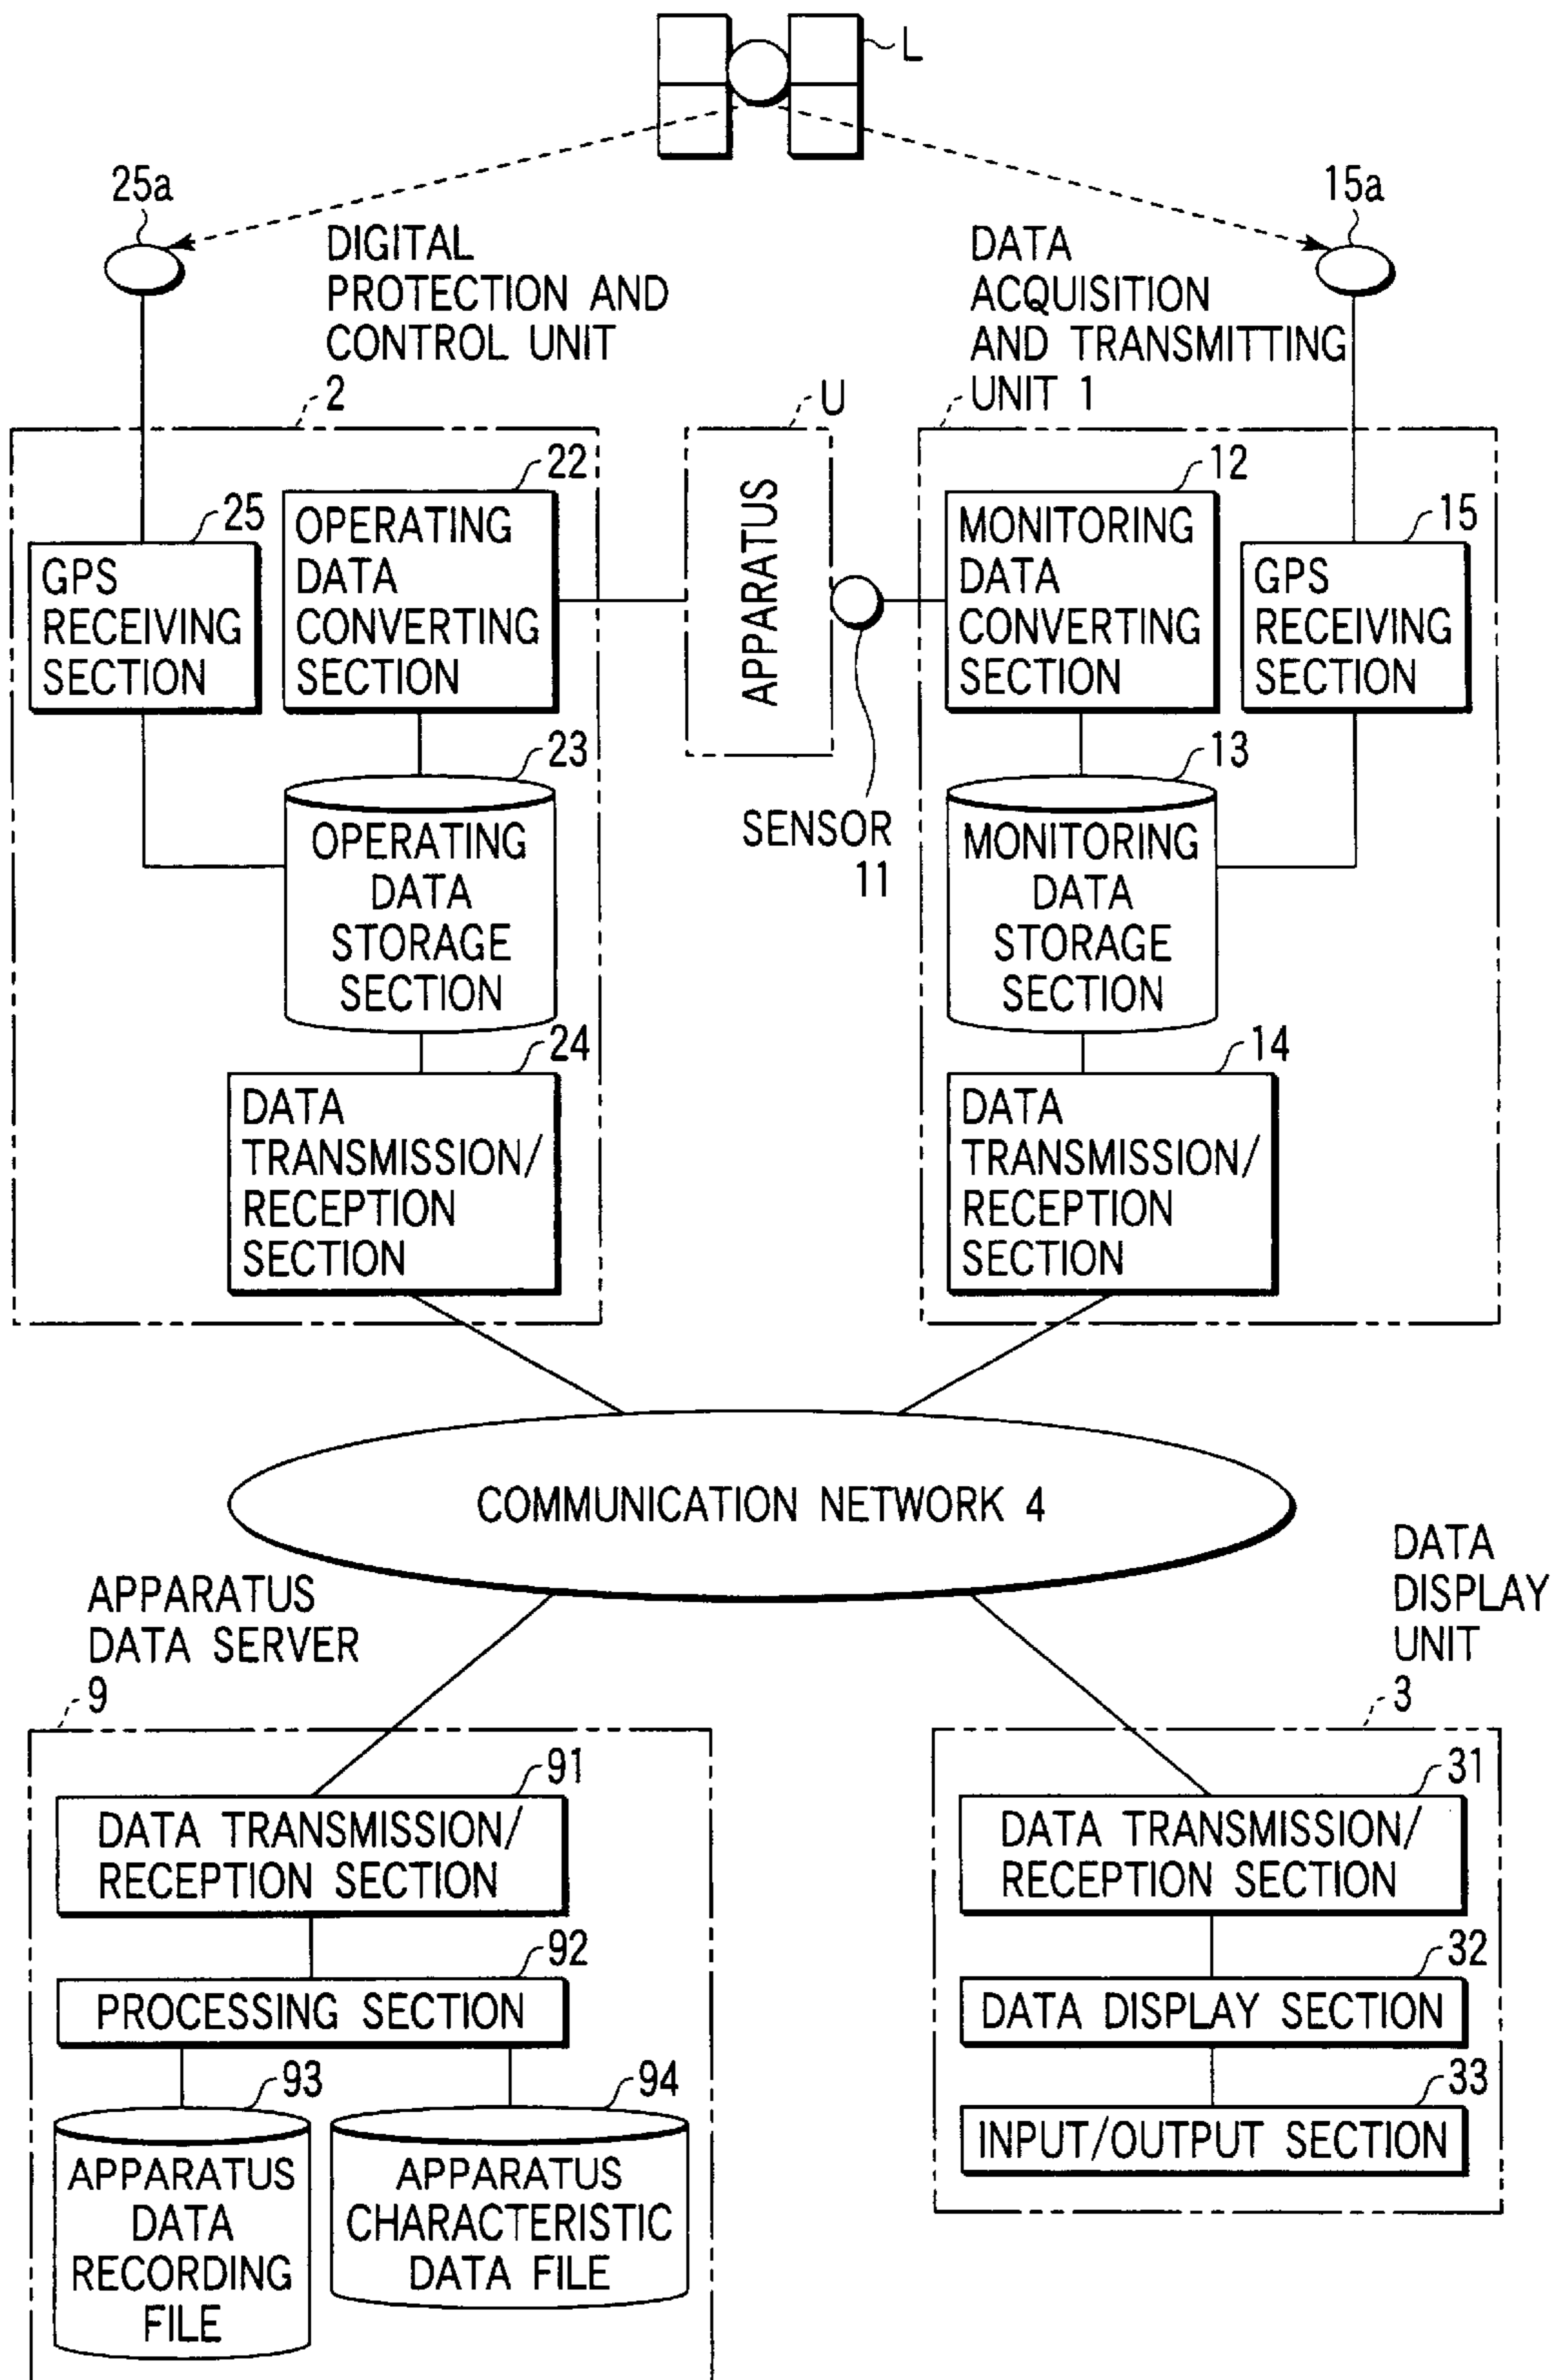 L
25a
15a
DIGITAL
PROTECTION AND
CONTROL UNIT
2
DATA
ACQUISITION
AND TRANSMITTING
UNIT 1
U
22
12
25
15
OPERATING
DATA
CONVERTING
SECTION
GPS
RECEIVING
SECTION
APPARATUS
MONITORING
DATA
CONVERTING
SECTION
GPS
RECEIVING
SECTION
23
13
SENSOR
11
OPERATING
DATA
STORAGE
SECTION
MONITORING
DATA
STORAGE
SECTION
24
14
DATA
TRANSMISSION/
RECEPTION
SECTION
DATA
TRANSMISSION/
RECEPTION
SECTION
COMMUNICATION NETWORK 4
APPARATUS
DATA SERVER
9
DATA
DISPLAY
UNIT
3
91
DATA TRANSMISSION/
RECEPTION SECTION
92
PROCESSING SECTION
93
94
APPARATUS
DATA
RECORDING
FILE
APPARATUS
CHARACTERISTIC
DATA FILE
31
DATA TRANSMISSION/
RECEPTION SECTION
32
DATA DISPLAY SECTION
33
INPUT/OUTPUT SECTION